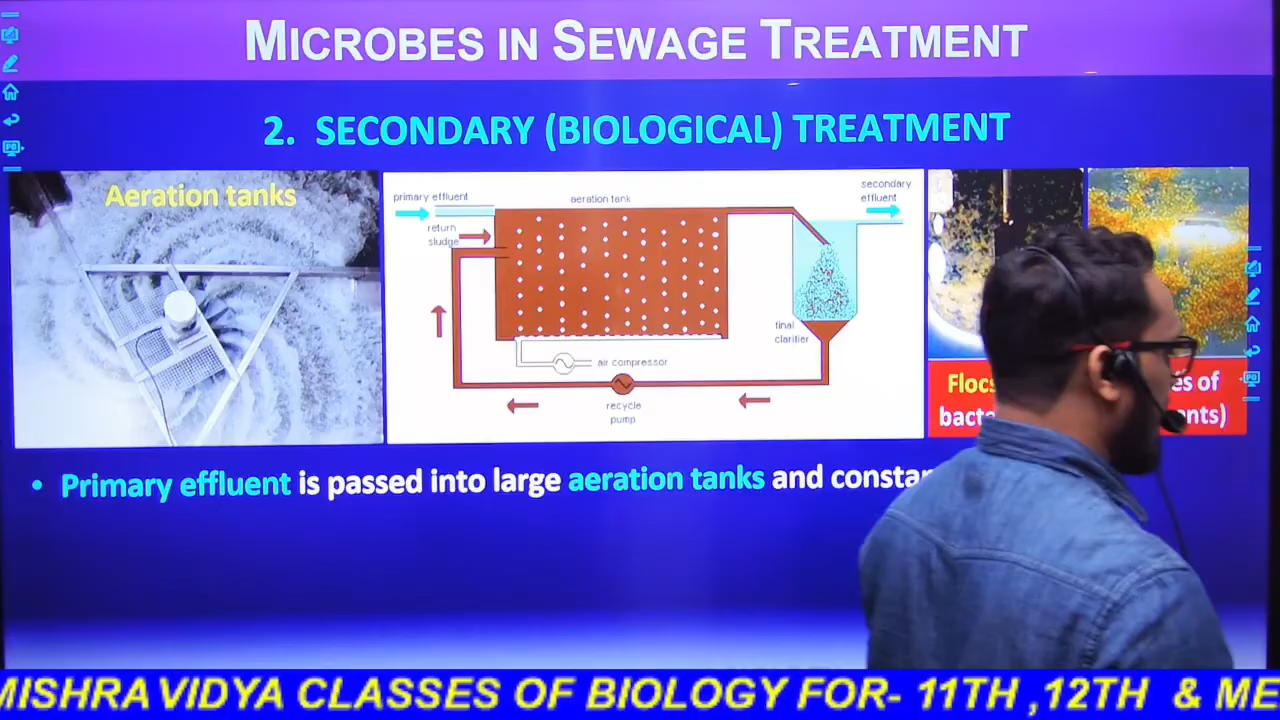 MICROBES IN SEWAGE TREATMENT
2. SECONDARY (BIOLOGICAL) TREATMENT
Aeration tanks
primary effluent
aeration tank
secondary
effluent
return
sludge
final
clarifier
air compressor
recycle
pump
Flocs
es of
bact
nts)
• Primary effluent is passed into large aeration tanks and consta
MISHRA VIDYA CLASSES OF BIOLOGY FOR- 11TH ,12TH & ME